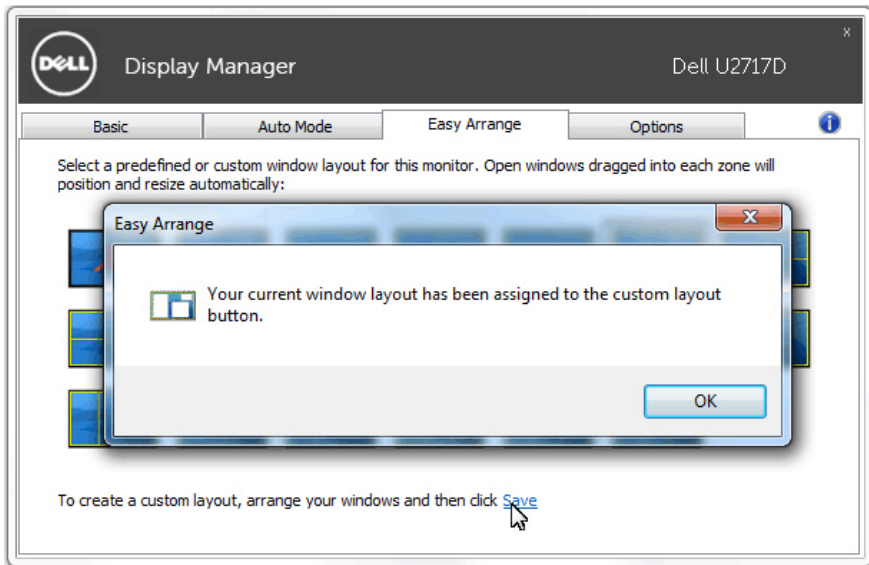 DELL
Display Manager
Dell U2717D
x
Basic
Auto Mode
Easy Arrange
Options
i
Select a predefined or custom window layout for this monitor. Open windows dragged into each zone will
position and resize automatically:
Easy Arrange
x
Your current window layout has been assigned to the custom layout
button.
OK
To create a custom layout, arrange your windows and then click Save